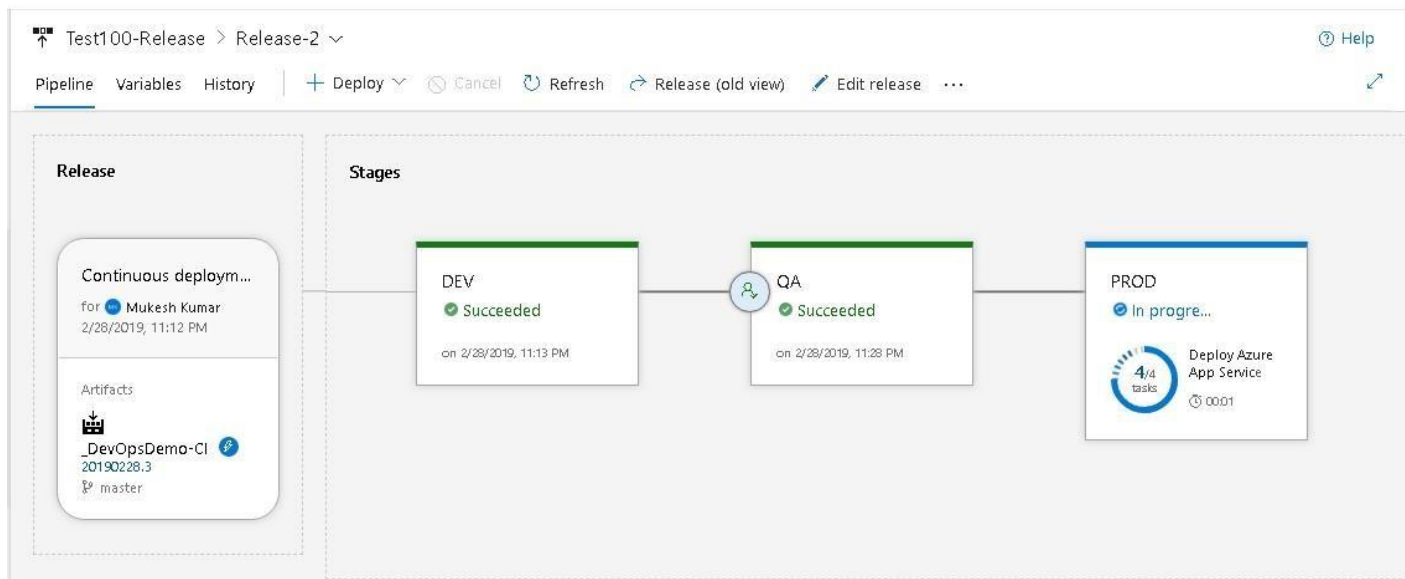 Test100-Release > Release-2
Help
Pipeline Variables History + Deploy Cancel Refresh Release (old view) Edit release ...
Release
Stages
Continuous deploym...
for Mukesh Kumar
2/28/2019, 11:12 PM
Artifacts
_DevOpsDemo-CI
20190228.3
master
DEV
Succeeded
on 2/28/2019, 11:13 PM
QA
Succeeded
on 2/28/2019, 11:28 PM
PROD
In progre...
4/4
tasks
Deploy Azure
App Service
00:01